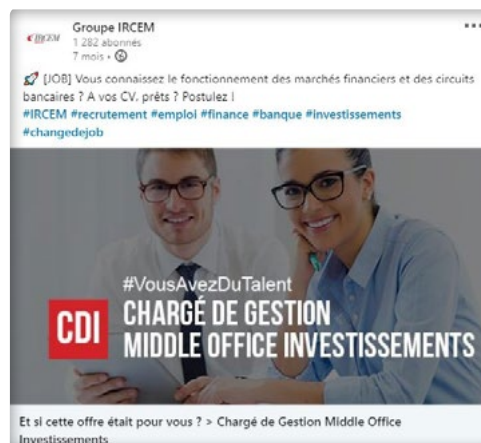 Groupe IRCEM
IRCEM
1 282 abonnés
7 mois •
[JOB] Vous connaissez le fonctionnement des marchés financiers et des circuits
bancaires ? A vos CV, prêts ? Postulez !
#IRCEM #recrutement #emploi #finance #banque #investissements
#changedejob
#VousAvezDuTalent
CDI
CHARGÉ DE GESTION
MIDDLE OFFICE INVESTISSEMENTS
Et si cette offre était pour vous ? > Chargé de Gestion Middle Office
Investissements